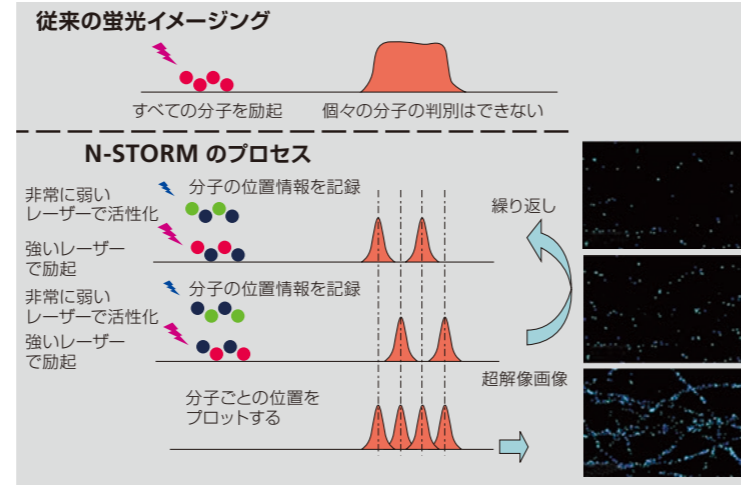 従来の蛍光イメージング
すべての分子を励起
個々の分子の判別はできない
N-STORM のプロセス
非常に弱い
レーザーで活性化
分子の位置情報を記録
繰り返し
強いレーザー
で励起
非常に弱い
レーザーで活性化
分子の位置情報を記録
強いレーザー
で励起
超解像画像
分子ごとの位置を
プロットする